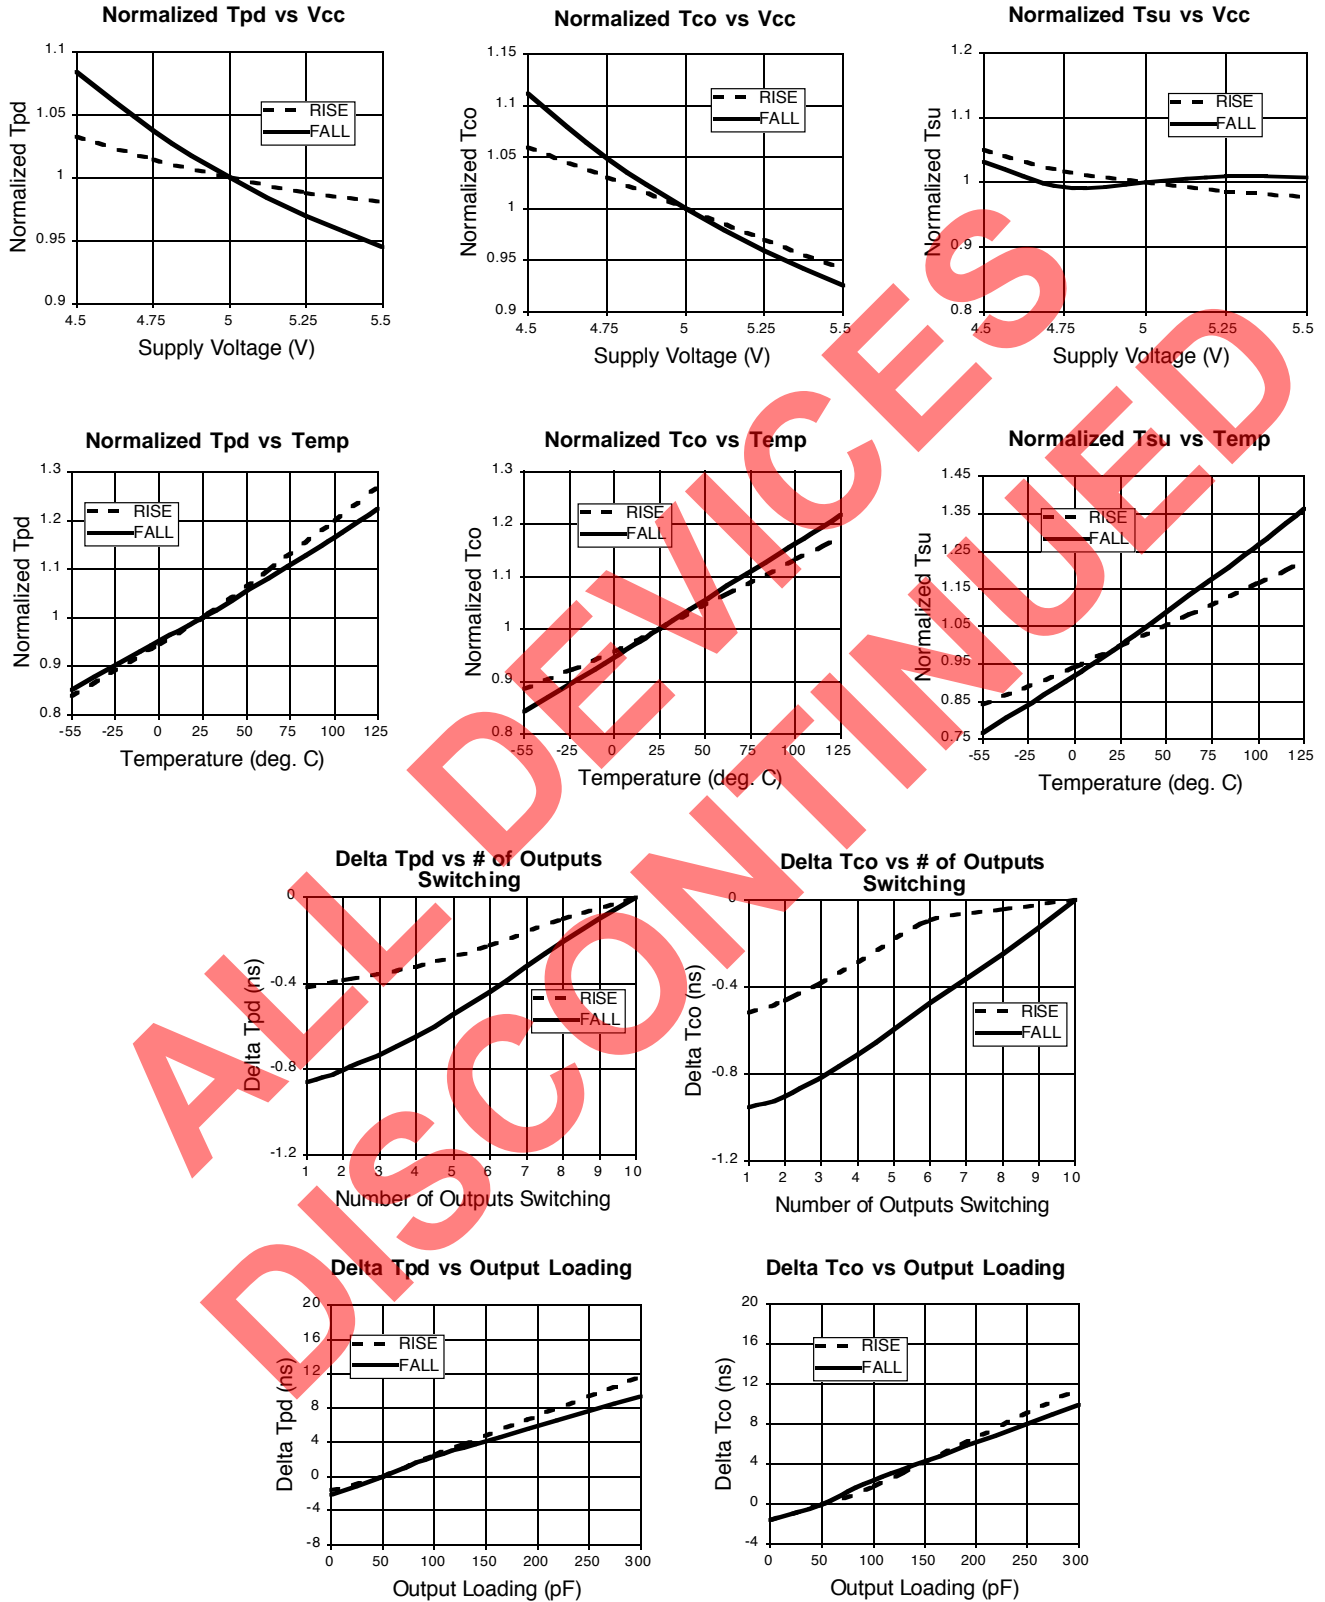 Normalized Tpd vs Vcc
Normalized Tpd
1.1
1.05
1
0.95
0.9
RISE
FALL
4.5 4.75 5 5.25 5.5
Supply Voltage (V)
Normalized Tco vs Vcc
Normalized Tco
1.15
1.1
1.05
1
0.95
0.9
RISE
FALL
4.5 4.75 5 5.25 5.5
Supply Voltage (V)
Normalized Tsu vs Vcc
Normalized Tsu
1.2
1.1
1
0.9
0.8
RISE
FALL
4.5 4.75 5 5.25 5.5
Supply Voltage (V)
Normalized Tpd vs Temp
Normalized Tpd
1.3
1.2
1.1
1
0.9
0.8
RISE
FALL
-55 -25 0 25 50 75 100 125
Temperature (deg. C)
Normalized Tco vs Temp
Normalized Tco
1.3
1.2
1.1
1
0.9
0.8
RISE
FALL
-55 -25 0 25 50 75 100 125
Temperature (deg. C)
Normalized Tsu vs Temp
Normalized Tsu
1.45
1.35
1.25
1.15
1.05
0.95
0.85
0.75
RISE
FALL
-55 -25 0 25 50 75 100 125
Temperature (deg. C)
Delta Tpd vs # of Outputs
Switching
Delta Tpd (ns)
0
-0.4
-0.8
-1.2
RISE
FALL
1 2 3 4 5 6 7 8 9 10
Number of Outputs Switching
Delta Tco vs # of Outputs
Switching
Delta Tco (ns)
0
-0.4
-0.8
-1.2
RISE
FALL
1 2 3 4 5 6 7 8 9 10
Number of Outputs Switching
Delta Tpd vs Output Loading
Delta Tpd (ns)
20
16
12
8
4
0
-4
-8
RISE
FALL
0 50 100 150 200 250 300
Output Loading (pF)
Delta Tco vs Output Loading
Delta Tco (ns)
20
16
12
8
4
0
-4
RISE
FALL
0 50 100 150 200 250 300
Output Loading (pF)
ALL DEVICES
DISCONTINUED